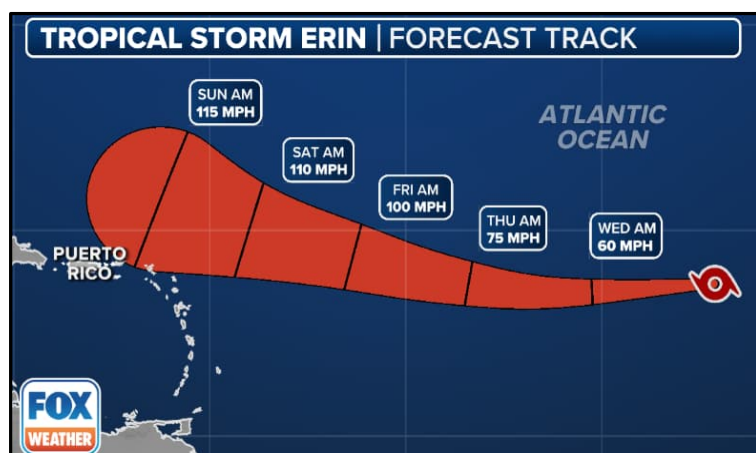 TROPICAL STORM ERIN | FORECAST TRACK
SUN AM
115 MPH
ATLANTIC
OCEAN
SAT AM
110 MPH
FRI AM
100 MPH
THU AM
75 MPH
WED AM
60 MPH
PUERTO
RICO
FOX
WEATHER